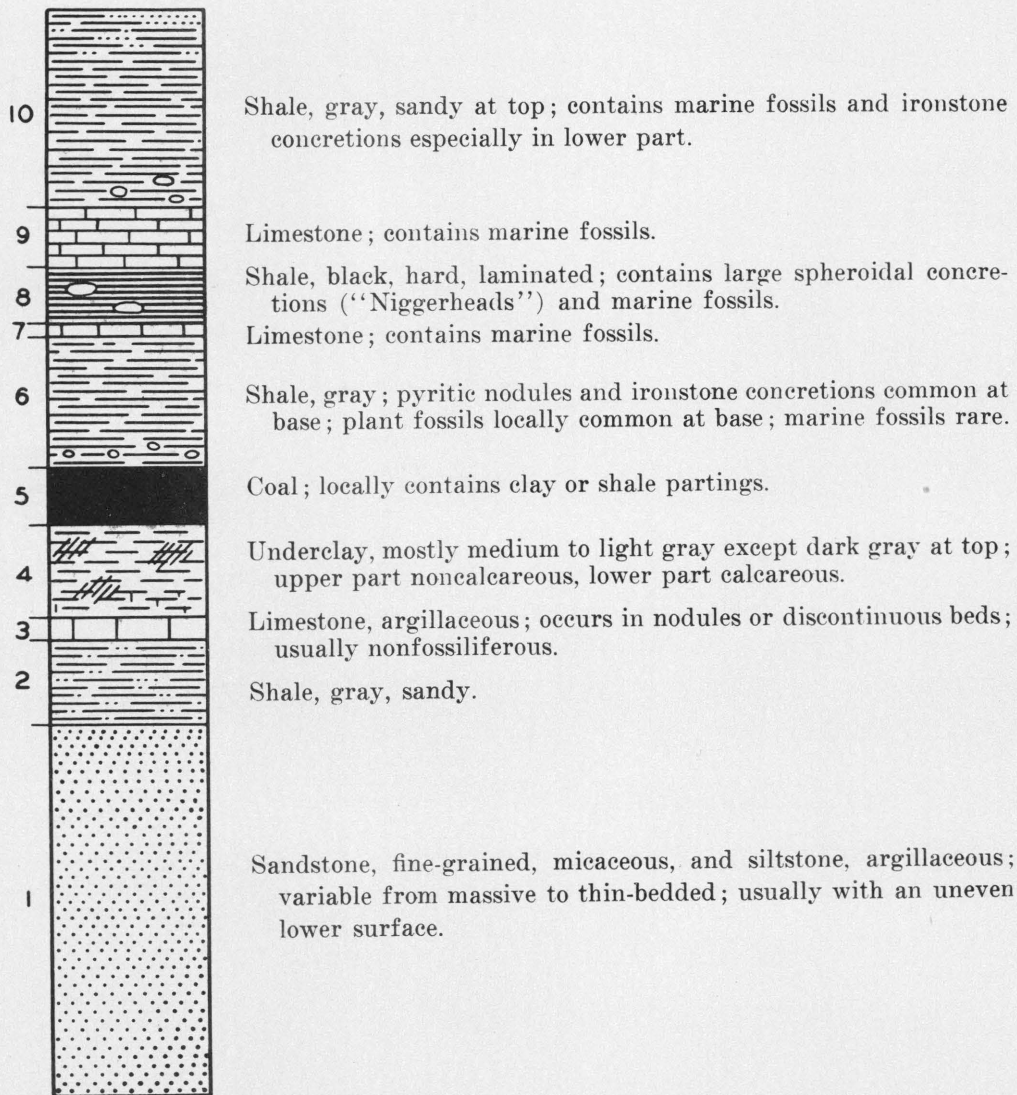 10
Shale, gray, sandy at top; contains marine fossils and ironstone
concretions especially in lower part.
9
Limestone; contains marine fossils.
8
Shale, black, hard, laminated; contains large spheroidal concre-
tions (“Niggerheads”) and marine fossils.
7
Limestone; contains marine fossils.
6
Shale, gray; pyritic nodules and ironstone concretions common at
base; plant fossils locally common at base; marine fossils rare.
5
Coal; locally contains clay or shale partings.
4
Underclay, mostly medium to light gray except dark gray at top;
upper part noncalcareous, lower part calcareous.
3
Limestone, argillaceous; occurs in nodules or discontinuous beds;
usually nonfossiliferous.
2
Shale, gray, sandy.
1
Sandstone, fine-grained, micaceous, and siltstone, argillaceous;
variable from massive to thin-bedded; usually with an uneven
lower surface.